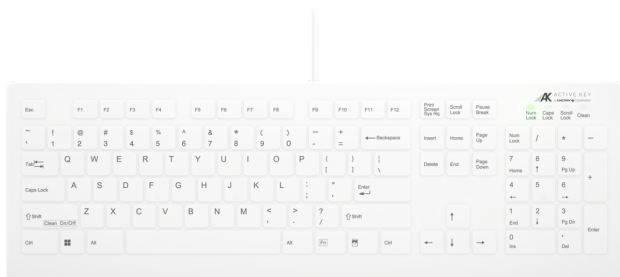 ACTIVE KEY
A CHERRY COMPANY
Num Lock Caps Lock Scroll Lock Clean
Esc F1 F2 F3 F4 F5 F6 F7 F8 F9 F10 F11 F12 Print Screen Sys Rq Scroll Lock Pause Break
~ ! @ # $ % ^ & * ( ) — +
` 1 2 3 4 5 6 7 8 9 0 - = ← Backspace Insert Home Page Up Num Lock / * –
Tab Q W E R T Y U I O P { } |
[ ] \ Delete End Page Down 7 Home 8 ↑ 9 Pg Up +
Caps Lock A S D F G H J K L : ; " ' Enter 4 ← 5 6 →
⇧ Shift Clean On/Off Z X C V B N M < , > . ? / ⇧ Shift ↑ 1 End 2 ↓ 3 Pg Dn Enter
Ctrl Alt Alt Fn Ctrl ← ↓ → 0 Ins . Del